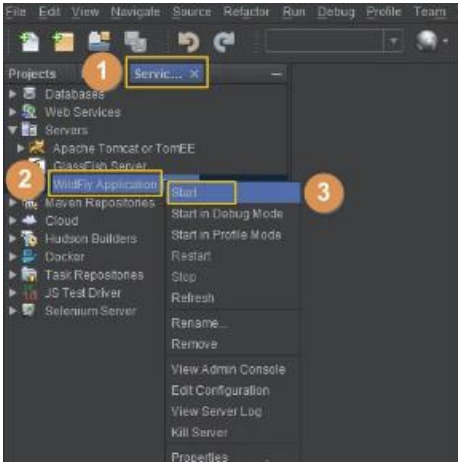 File Edit View Navigate Source Refactor Run Debug Profile Team
Projects
1
Servic... ×
Databases
Web Services
Servers
Apache Tomcat or TomEE
GlassFish Server
2
WildFly Application
Start
3
Maven Repositories
Start in Debug Mode
Cloud
Hudson Builders
Start in Profile Mode
Docker
Restart
Task Repositories
Stop
JS Test Driver
Refresh
Selenium Server
Rename...
Remove
View Admin Console
Edit Configuration
View Server Log
Kill Server
Properties